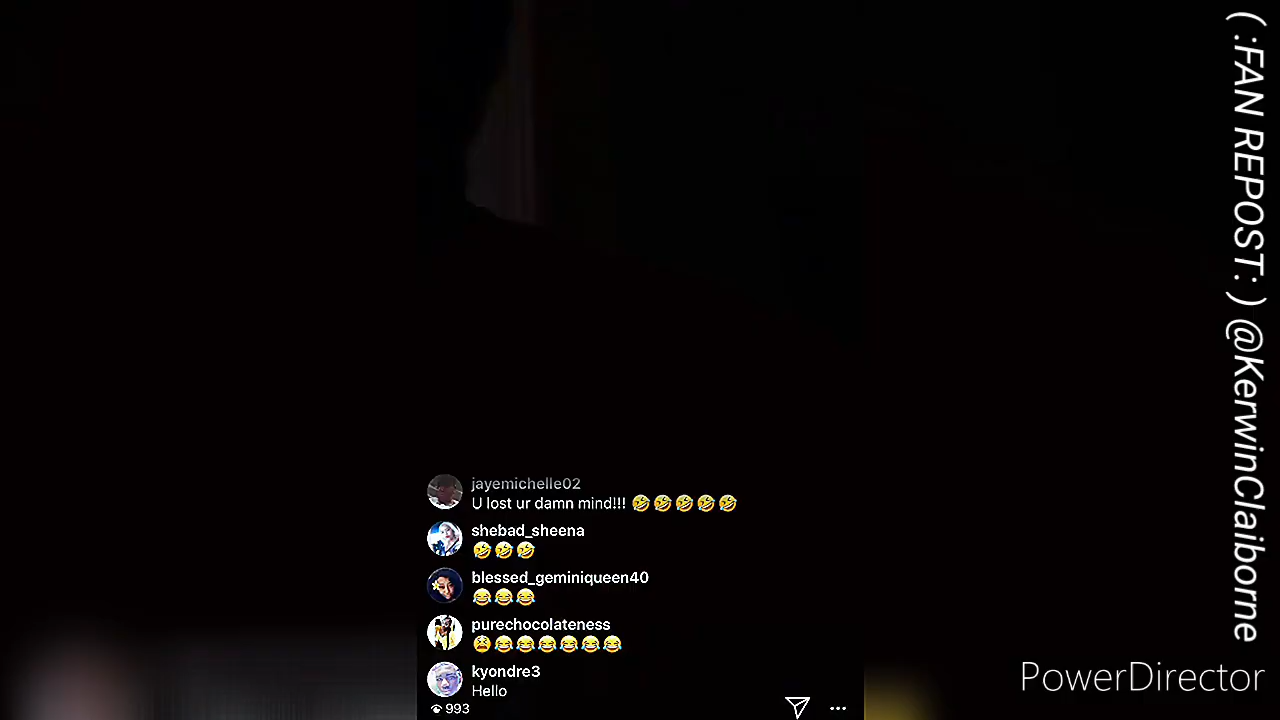 jayemichelle02
U lost ur damn mind!!! 🤣🤣🤣🤣🤣
shebad_sheena
🤣🤣🤣
blessed_geminiqueen40
😂😂😂
purechocolateness
😫😂😂😂😂😂😂
kyondre3
Hello
993
(:FAN REPOST:) @KerwinClaiborne
PowerDirector